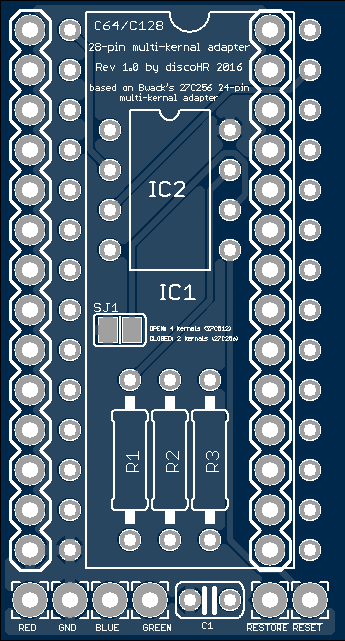 C64/C128
28-pin multi-kernal adapter
Rev 1.0 by discoHR 2016
based on Bwack's 27C256 24-pin
multi-kernal adapter
IC2
IC1
SJ1
OPEN: 4 kernals (27C512)
CLOSED: 2 kernals (27C256)
R1 R2 R3
RED GND BLUE GREEN C1 RESTORE RESET